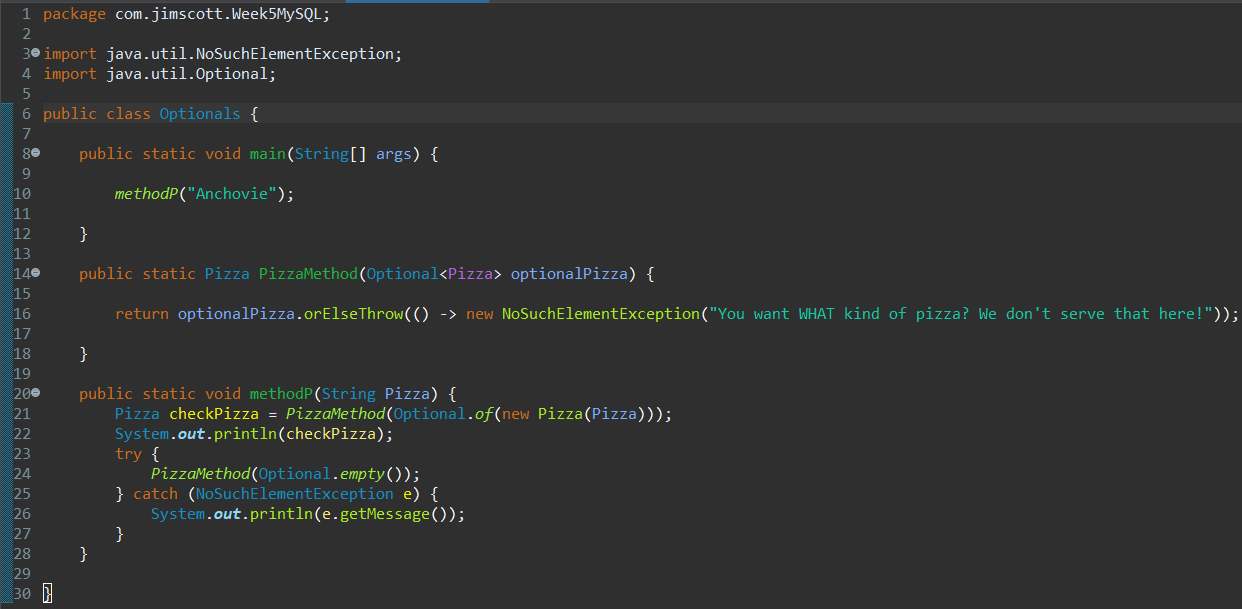 1 package com.jimscott.Week5MySQL;
2
3 import java.util.NoSuchElementException;
4 import java.util.Optional;
5
6 public class Optionals {
7
8     public static void main(String[] args) {
9
10         methodP("Anchovie");
11
12     }
13
14     public static Pizza PizzaMethod(Optional<Pizza> optionalPizza) {
15
16         return optionalPizza.orElseThrow(() -> new NoSuchElementException("You want WHAT kind of pizza? We don't serve that here!"));
17
18     }
19
20     public static void methodP(String Pizza) {
21         Pizza checkPizza = PizzaMethod(Optional.of(new Pizza(Pizza)));
22         System.out.println(checkPizza);
23         try {
24             PizzaMethod(Optional.empty());
25         } catch (NoSuchElementException e) {
26             System.out.println(e.getMessage());
27         }
28     }
29
30 }